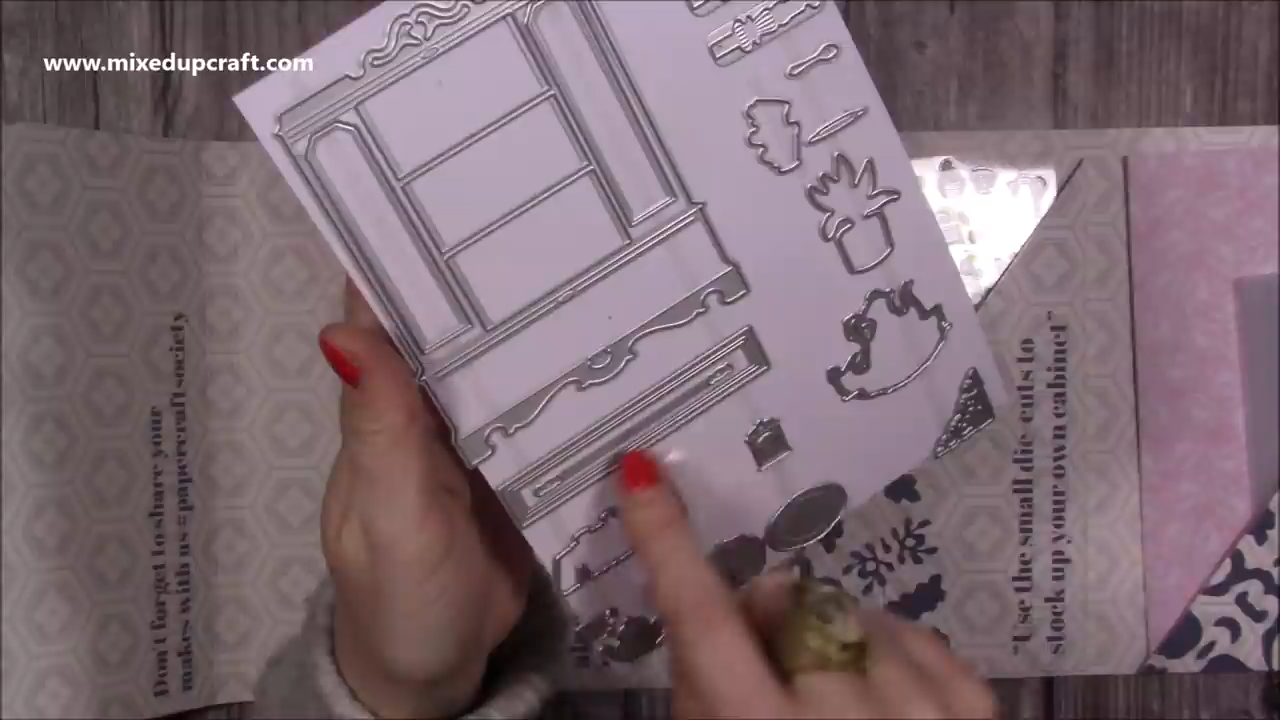 www.mixedupcraft.com
Don't forget to share your
makes with us #papercraftsociety
"Use the small die cuts to
stock up your own cabinet"